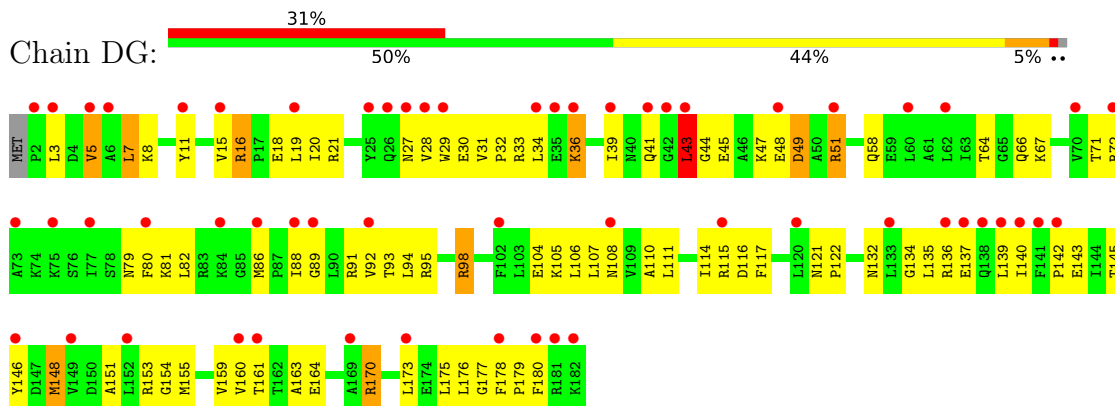 31%
Chain DG:
50% 44% 5% ••
MET P2 L3 D4 V5 A6 L7 K8 Y11 V15 R16 P17 E18 L19 I20 R21 Y25 Q26 N27 V28 W29 E30 V31 P32 R33 L34 E35 K36 I39 N40 Q41 G42 L43 G44 E45 A46 K47 E48 D49 A50 R51 Q58 E59 L60 A61 L62 I63 T64 G65 Q66 K67 V70 T71 R72
A73 K74 K75 S76 I77 S78 N79 F80 K81 L82 R83 K84 G85 M86 P87 I88 G89 L90 R91 V92 T93 L94 R95 R98 F102 L103 E104 K105 L106 L107 N108 V109 A110 L111 I114 R115 D116 F117 L120 N121 P122 N132 L133 G134 L135 R136 E137 Q138 L139 I140 F141 P142 E143 I144 T145
Y146 D147 M148 V149 D150 A151 L152 R153 G154 M155 V159 V160 T161 T162 A163 E164 A169 R170 L173 E174 L175 L176 G177 F178 P179 F180 R181 K182